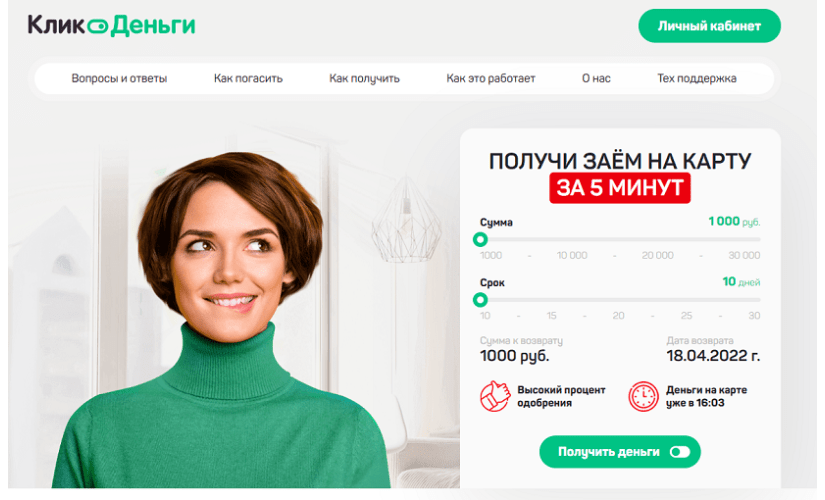 Клик Деньги
Личный кабинет
Вопросы и ответы Как погасить Как получить Как это работает О нас Тех поддержка
ПОЛУЧИ ЗАЁМ НА КАРТУ
ЗА 5 МИНУТ
Сумма 1 000 руб.
1000 - 10 000 - 20 000 - 30 000
Срок 10 дней
10 - 15 - 20 - 25 - 30
Сумма к возврату Дата возврата
1000 руб. 18.04.2022 г.
Высокий процент Деньги на карте
одобрения уже в 16:03
Получить деньги